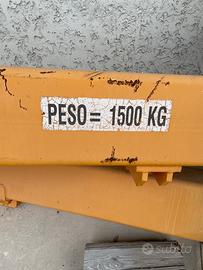 PESO= 1500 KG
subito